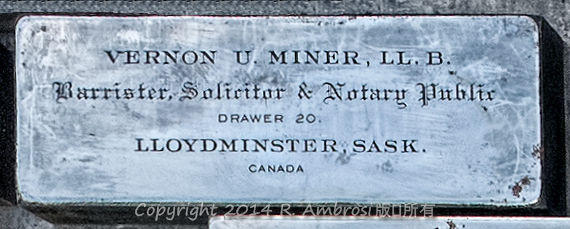 VERNON U. MINER, LL. B.
Barrister, Solicitor & Notary Public
DRAWER 20.
LLOYDMINSTER, SASK.
CANADA
Copyright 2014 R. Ambrosi版口所有